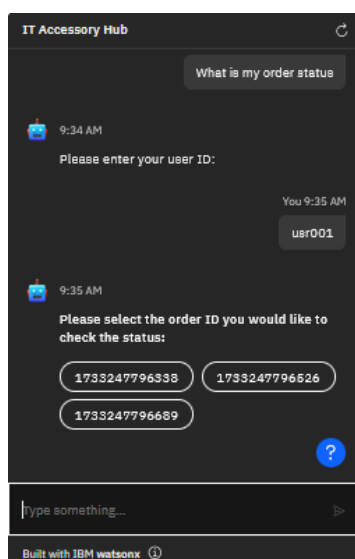 IT Accessory Hub
What is my order status
9:34 AM
Please enter your user ID:
You 9:35 AM
usr001
9:35 AM
Please select the order ID you would like to
check the status:
1733247796338 1733247796526
1733247796689
?
Type something...
Built with IBM watsonx